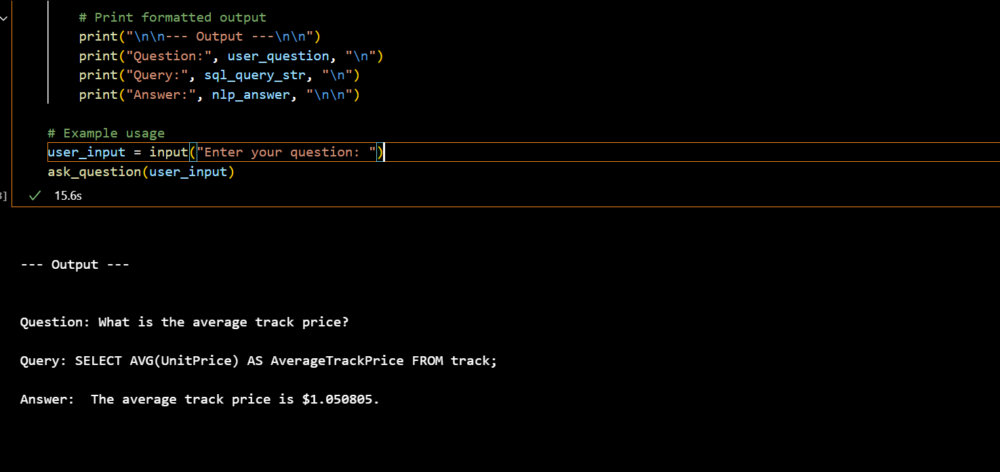 # Print formatted output
print("\n\n--- Output ---\n\n")
print("Question:", user_question, "\n")
print("Query:", sql_query_str, "\n")
print("Answer:", nlp_answer, "\n\n")
# Example usage
user_input = input("Enter your question: ")
ask_question(user_input)
] ✓ 15.6s
--- Output ---
Question: What is the average track price?
Query: SELECT AVG(UnitPrice) AS AverageTrackPrice FROM track;
Answer:  The average track price is $1.050805.